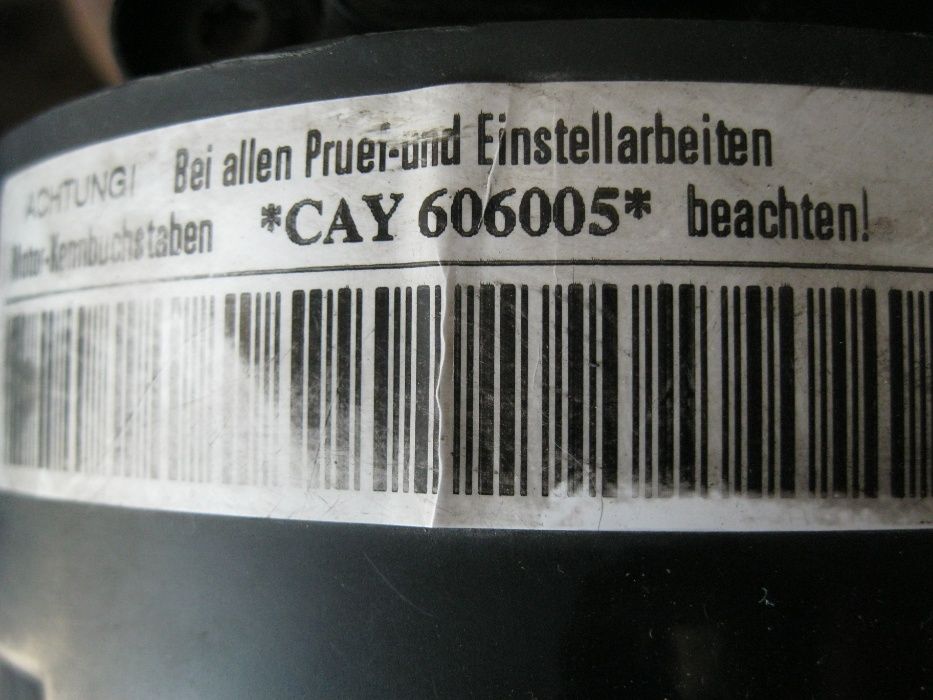 ACHTUNG! Bei allen Pruef-und Einstellarbeiten
Motor-Kennbuchstaben *CAY 606005* beachten!